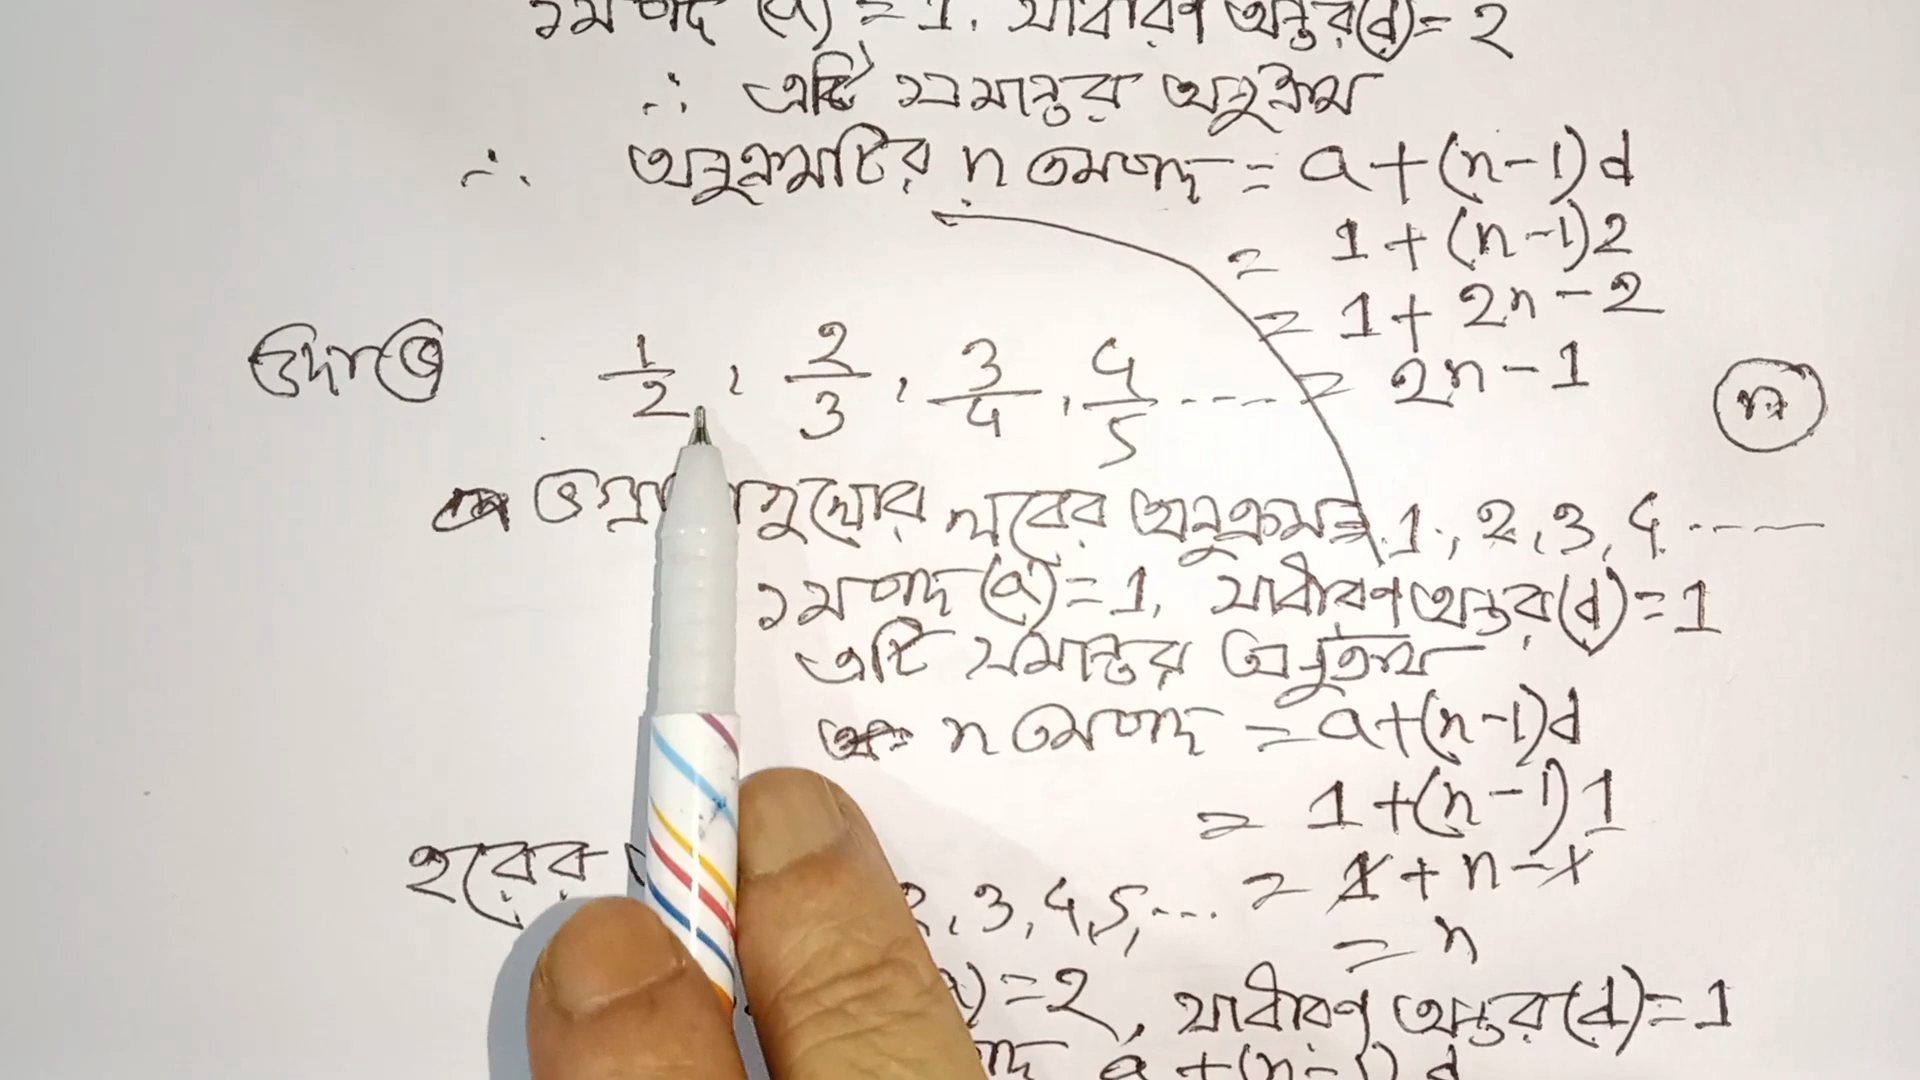 ১ম পদ (a) = 1, সাধারণ অন্তর (d) = 2
∴ এটি সমান্তর অনুক্রম
∴ অনুক্রমটির n তম পদ = a + (n-1)d
= 1 + (n-1)2
= 1 + 2n - 2
= 2n - 1
1/2, 2/3, 3/4, 4/5 ----
লবের অনুক্রম 1, 2, 3, 4 -----
১ম পদ (a) = 1, সাধারণ অন্তর (d) = 1
এটি সমান্তর অনুক্রম
n তম পদ = a + (n-1)d
= 1 + (n-1)1
= 1 + n - 1
= n
হরের 2, 3, 4, 5, ...
(a) = 2, সাধারণ অন্তর (d) = 1
a + (n-1)d